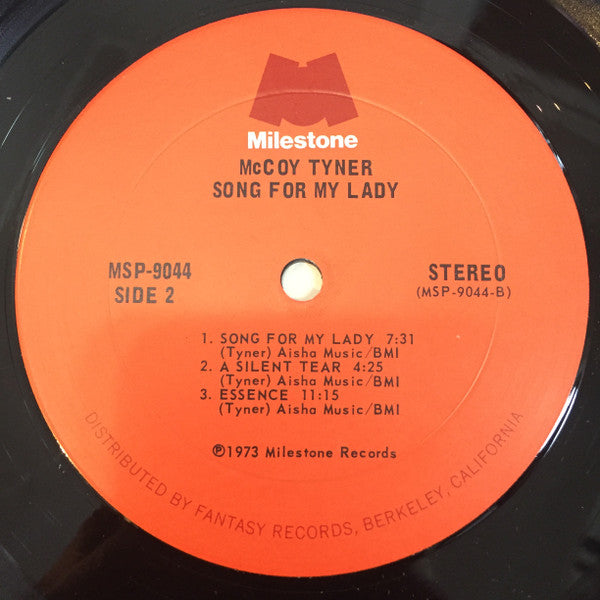 Milestone
McCOY TYNER
SONG FOR MY LADY
MSP-9044
SIDE 2
STEREO
(MSP-9044-B)
1. SONG FOR MY LADY 7:31
(Tyner) Aisha Music/BMI
2. A SILENT TEAR 4:25
(Tyner) Aisha Music/BMI
3. ESSENCE 11:15
(Tyner) Aisha Music/BMI
℗1973 Milestone Records
DISTRIBUTED BY FANTASY RECORDS, BERKELEY, CALIFORNIA